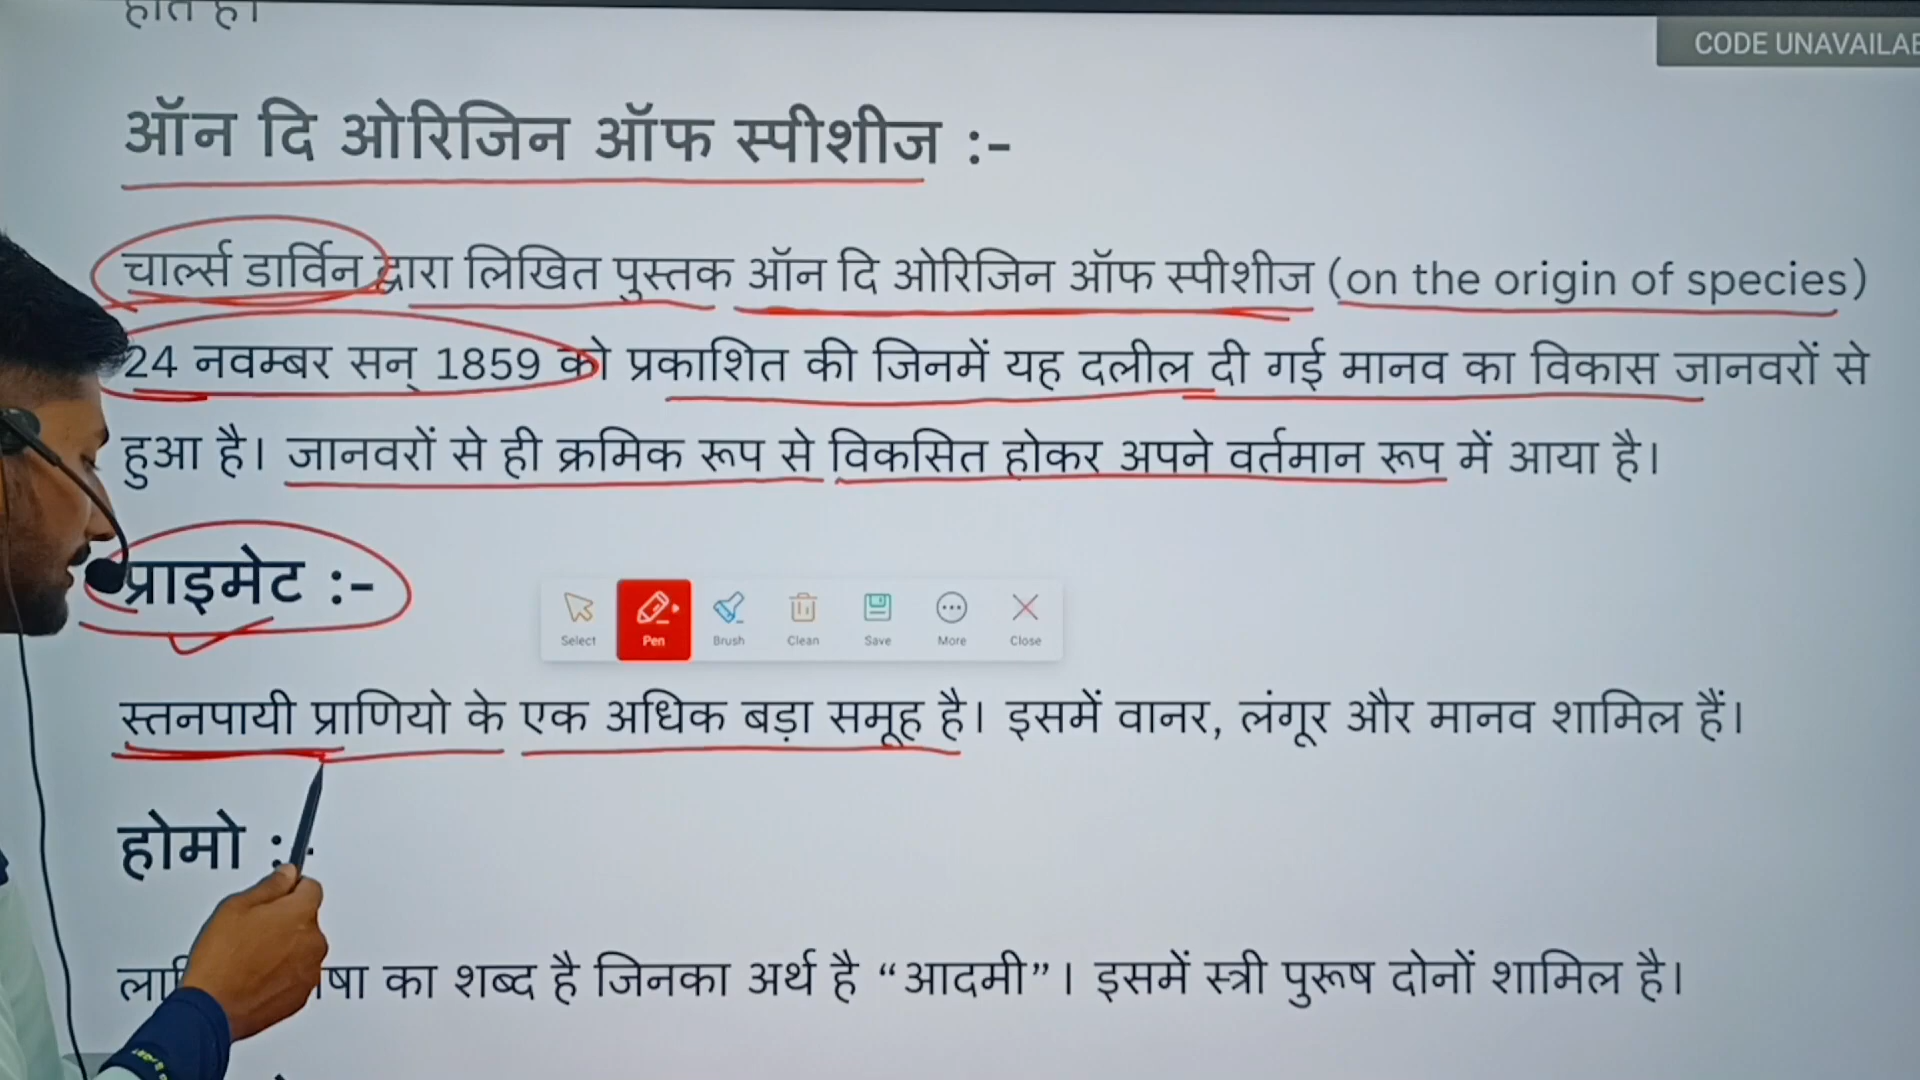 CODE UNAVAILAB
ऑन दि ओरिजिन ऑफ स्पीशीज :-
चार्ल्स डार्विन द्वारा लिखित पुस्तक ऑन दि ओरिजिन ऑफ स्पीशीज (on the origin of species)
24 नवम्बर सन् 1859 को प्रकाशित की जिनमें यह दलील दी गई मानव का विकास जानवरों से
हुआ है। जानवरों से ही क्रमिक रूप से विकसित होकर अपने वर्तमान रूप में आया है।
प्राइमेट :-
Select Pen Brush Clean Save More Close
स्तनपायी प्राणियो के एक अधिक बड़ा समूह है। इसमें वानर, लंगूर और मानव शामिल हैं।
होमो :-
का शब्द है जिनका अर्थ है “आदमी”। इसमें स्त्री पुरूष दोनों शामिल है।